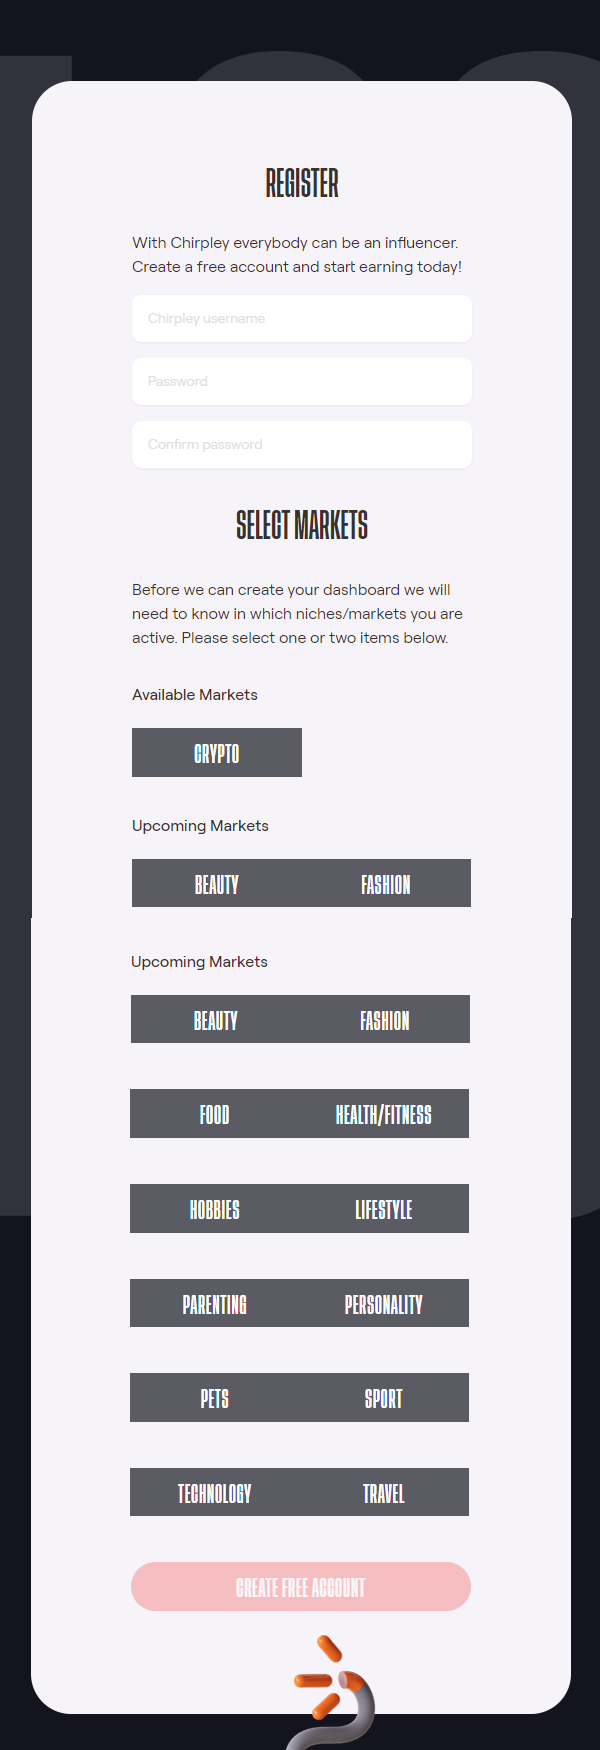 REGISTER
With Chirpley everybody can be an influencer.
Create a free account and start earning today!
Chirpley username
Password
Confirm password
SELECT MARKETS
Before we can create your dashboard we will
need to know in which niches/markets you are
active. Please select one or two items below.
Available Markets
CRYPTO
Upcoming Markets
BEAUTY FASHION
Upcoming Markets
BEAUTY FASHION
FOOD HEALTH/FITNESS
HOBBIES LIFESTYLE
PARENTING PERSONALITY
PETS SPORT
TECHNOLOGY TRAVEL
CREATE FREE ACCOUNT